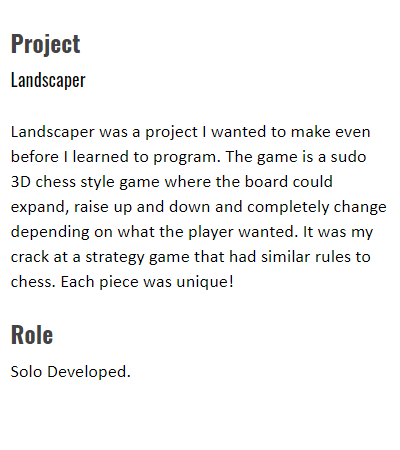 Project
Landscaper
Landscaper was a project I wanted to make even
before I learned to program. The game is a sudo
3D chess style game where the board could
expand, raise up and down and completely change
depending on what the player wanted. It was my
crack at a strategy game that had similar rules to
chess. Each piece was unique!
Role
Solo Developed.